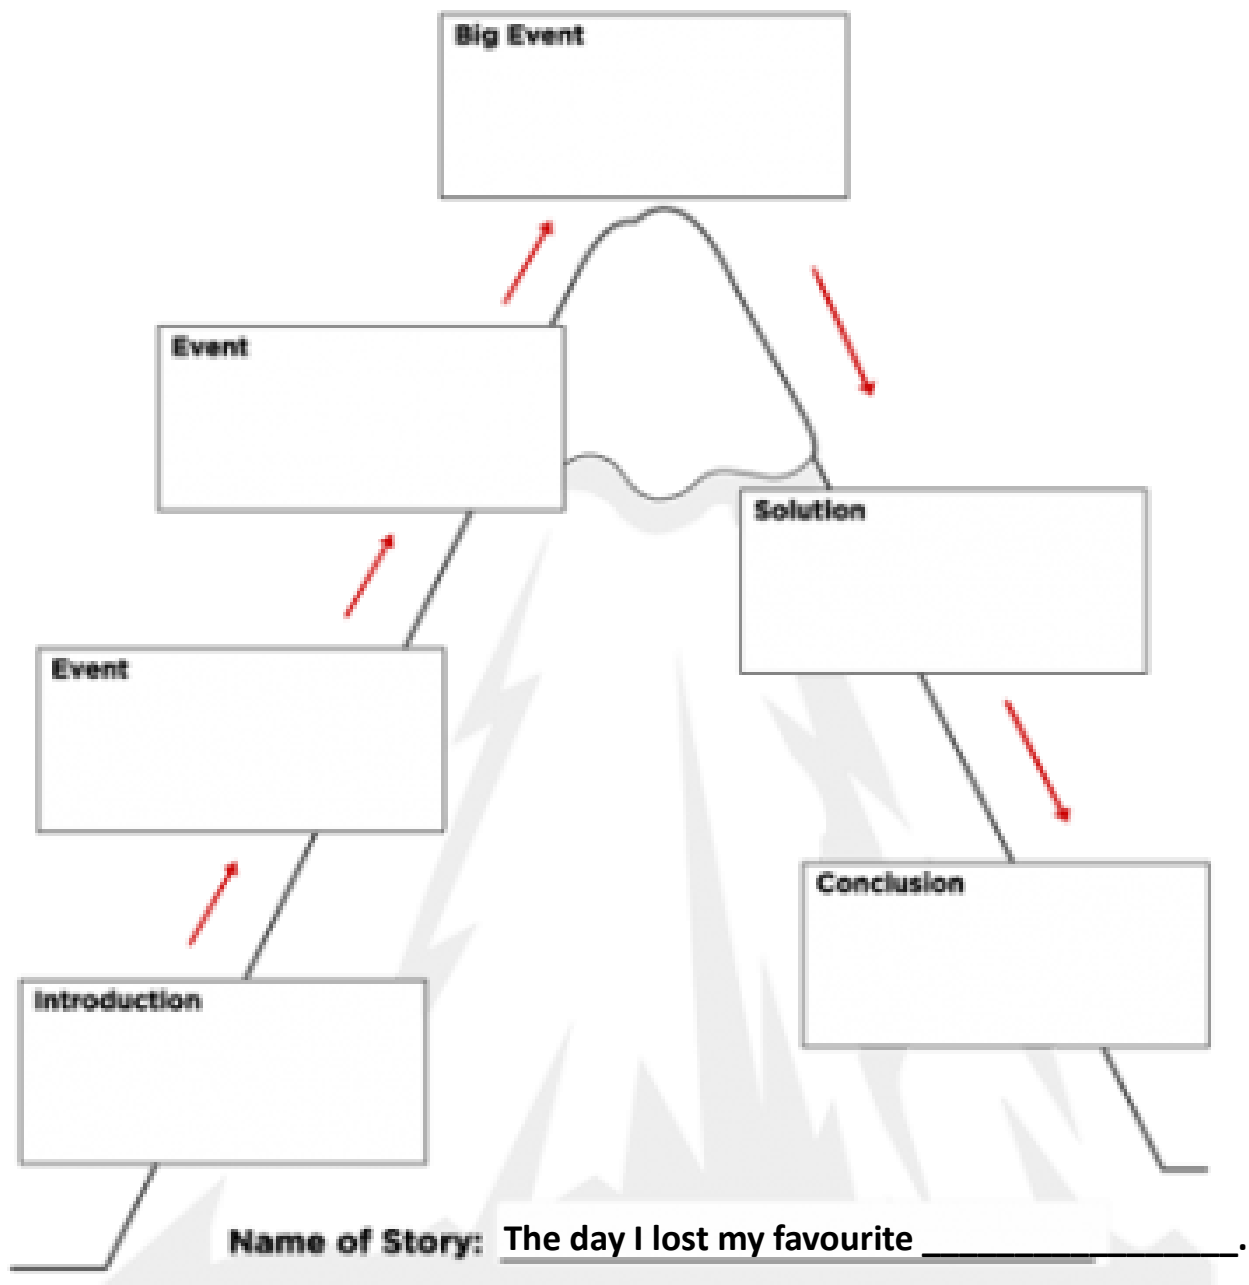 Big Event
Event
Solution
Event
Conclusion
Introduction
Name of Story: The day I lost my favourite _________________.